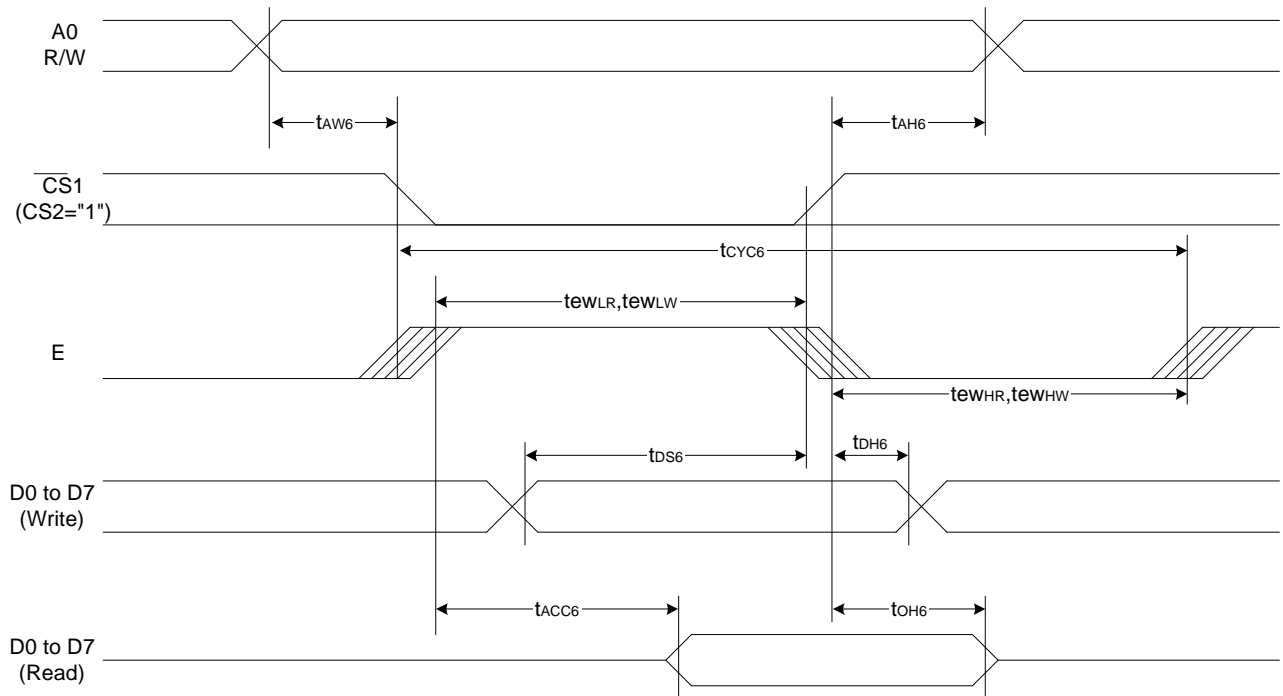 A0
R/W
tAW6
tAH6
CS1
(CS2="1")
tCYC6
tewLR,tewLW
E
tewHR,tewHW
tDS6
tDH6
D0 to D7
(Write)
tACC6
tOH6
D0 to D7
(Read)